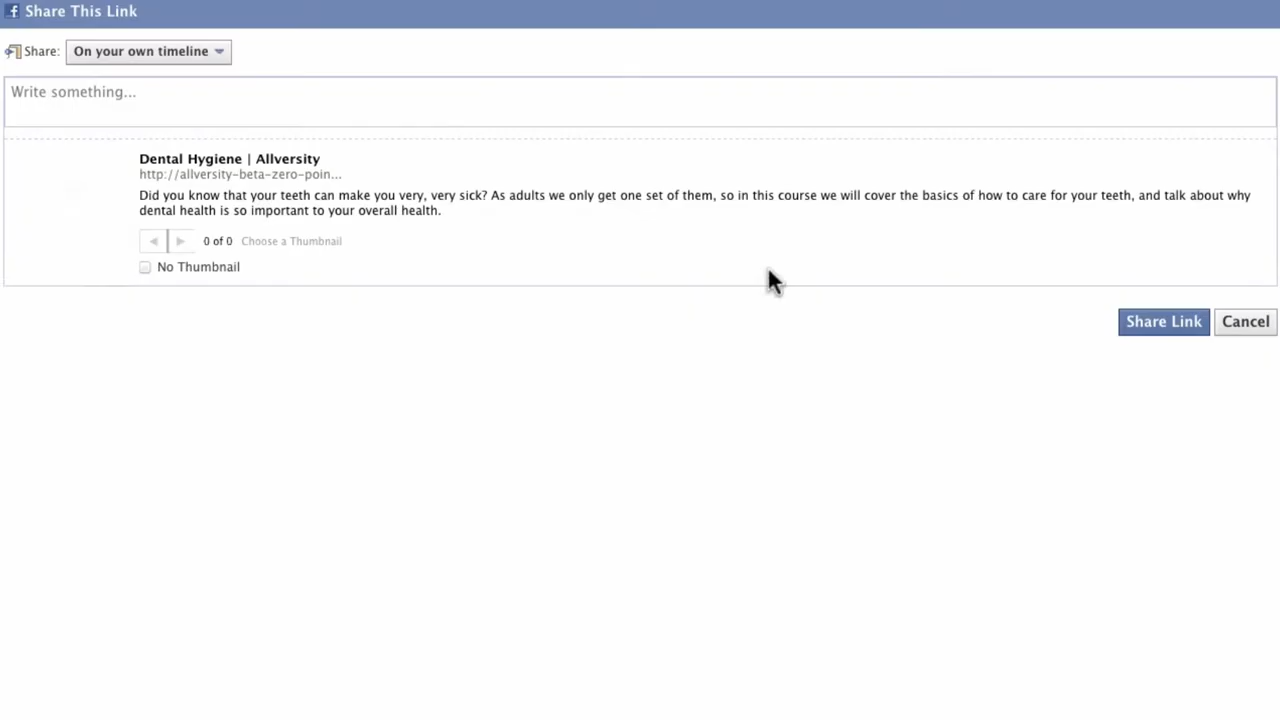 Share This Link
Share: On your own timeline
Write something...
Dental Hygiene | Allversity
http://allversity-beta-zero-poin...
Did you know that your teeth can make you very, very sick? As adults we only get one set of them, so in this course we will cover the basics of how to care for your teeth, and talk about why
dental health is so important to your overall health.
0 of 0 Choose a Thumbnail
No Thumbnail
Share Link Cancel